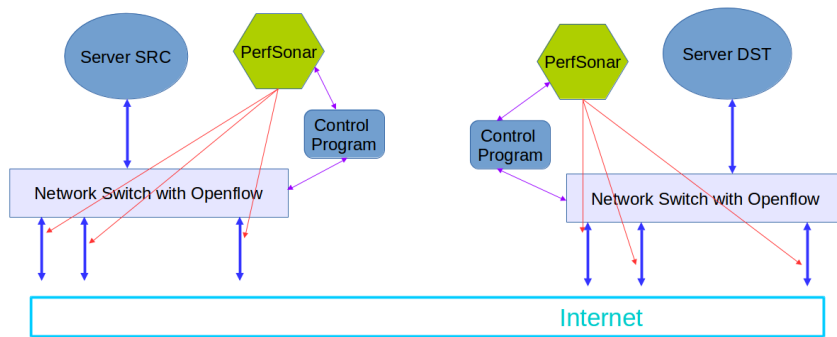 Server SRC
PerfSonar
Control
Program
Network Switch with Openflow
PerfSonar
Server DST
Control
Program
Network Switch with Openflow
Internet